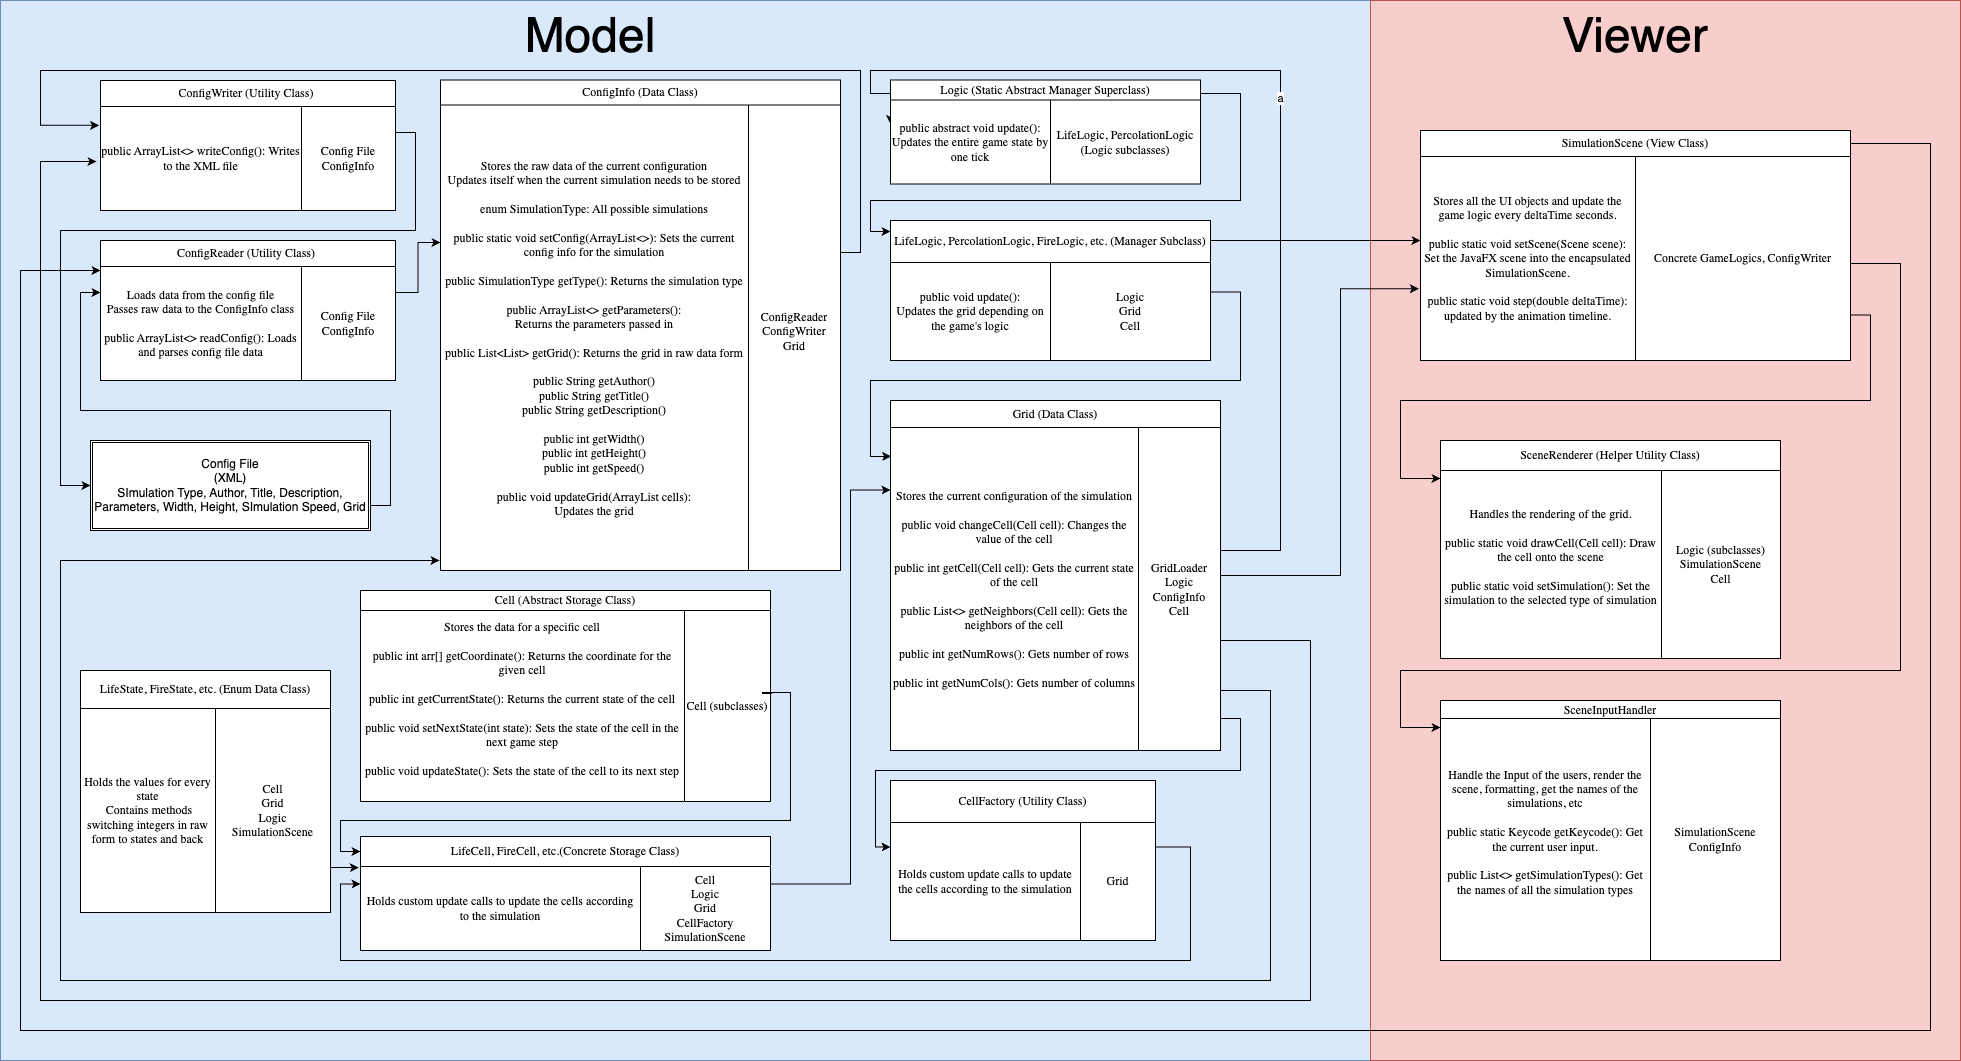 Model
Viewer
ConfigWriter (Utility Class)
public ArrayList<> writeConfig(): Writes
to the XML file
Config File
ConfigInfo
ConfigReader (Utility Class)
Loads data from the config file
Passes raw data to the ConfigInfo class
public ArrayList<> readConfig(): Loads
and parses config file data
Config File
ConfigInfo
Config File
(XML)
SImulation Type, Author, Title, Description,
Parameters, Width, Height, SImulation Speed, Grid
ConfigInfo (Data Class)
Stores the raw data of the current configuration
Updates itself when the current simulation needs to be stored
enum SimulationType: All possible simulations
public static void setConfig(ArrayList<>): Sets the current
config info for the simulation
public SimulationType getType(): Returns the simulation type
public ArrayList<> getParameters():
Returns the parameters passed in
public List<List> getGrid(): Returns the grid in raw data form
public String getAuthor()
public String getTitle()
public String getDescription()
public int getWidth()
public int getHeight()
public int getSpeed()
public void updateGrid(ArrayList cells):
Updates the grid
ConfigReader
ConfigWriter
Grid
Cell (Abstract Storage Class)
Stores the data for a specific cell
public int arr[] getCoordinate(): Returns the coordinate for the
given cell
public int getCurrentState(): Returns the current state of the cell
public void setNextState(int state): Sets the state of the cell in the
next game step
public void updateState(): Sets the state of the cell to its next step
Cell (subclasses)
LifeState, FireState, etc. (Enum Data Class)
Holds the values for every
state
Contains methods
switching integers in raw
form to states and back
Cell
Grid
Logic
SimulationScene
LifeCell, FireCell, etc.(Concrete Storage Class)
Holds custom update calls to update the cells according
to the simulation
Cell
Logic
Grid
CellFactory
SimulationScene
Logic (Static Abstract Manager Superclass)
public abstract void update():
Updates the entire game state by
one tick
LifeLogic, PercolationLogic
(Logic subclasses)
a
LifeLogic, PercolationLogic, FireLogic, etc. (Manager Subclass)
public void update():
Updates the grid depending on
the game's logic
Logic
Grid
Cell
Grid (Data Class)
Stores the current configuration of the simulation
public void changeCell(Cell cell): Changes the
value of the cell
public int getCell(Cell cell): Gets the current state
of the cell
public List<> getNeighbors(Cell cell): Gets the
neighbors of the cell
public int getNumRows(): Gets number of rows
public int getNumCols(): Gets number of columns
GridLoader
Logic
ConfigInfo
Cell
CellFactory (Utility Class)
Holds custom update calls to update
the cells according to the simulation
Grid
SimulationScene (View Class)
Stores all the UI objects and update the
game logic every deltaTime seconds.
public static void setScene(Scene scene):
Set the JavaFX scene into the encapsulated
SimulationScene.
public static void step(double deltaTime):
updated by the animation timeline.
Concrete GameLogics, ConfigWriter
SceneRenderer (Helper Utility Class)
Handles the rendering of the grid.
public static void drawCell(Cell cell): Draw
the cell onto the scene
public static void setSimulation(): Set the
simulation to the selected type of simulation
Logic (subclasses)
SimulationScene
Cell
SceneInputHandler
Handle the Input of the users, render the
scene, formatting, get the names of the
simulations, etc
public static Keycode getKeycode(): Get
the current user input.
public List<> getSimulationTypes(): Get
the names of all the simulation types
SimulationScene
ConfigInfo